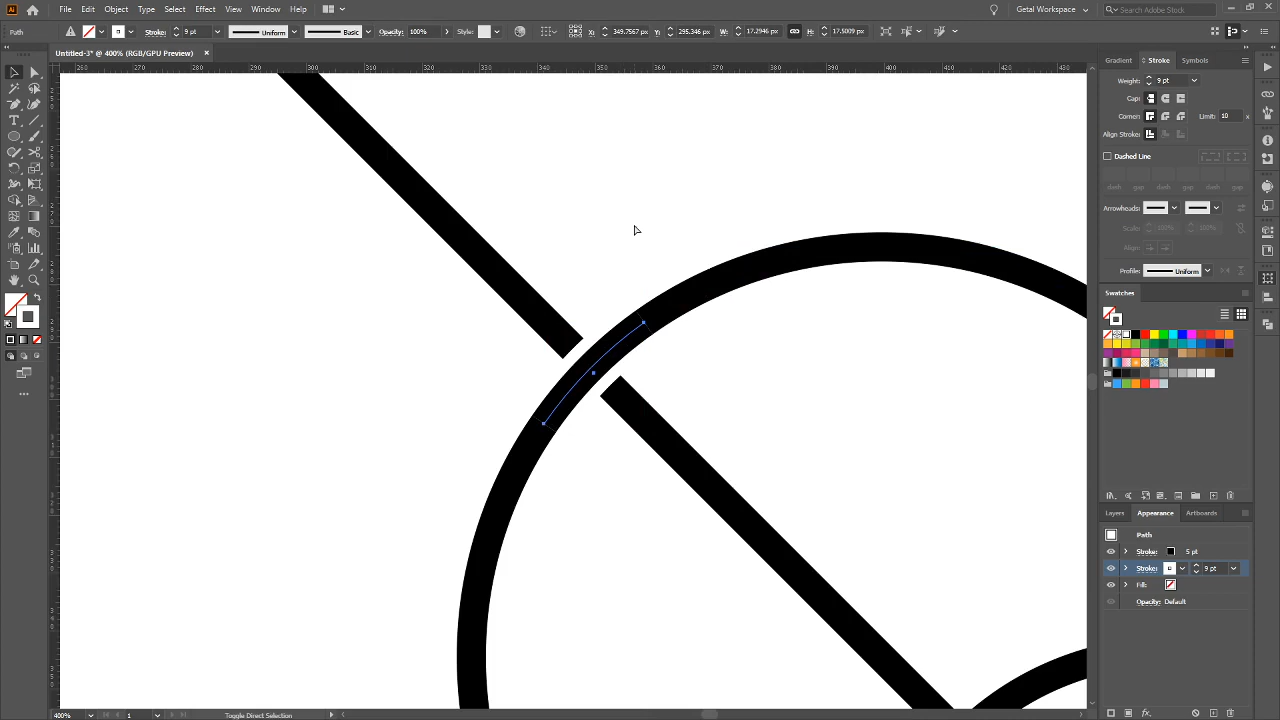 File Edit Object Type Select Effect View Window Help
Getal Workspace
Search Adobe Stock
Path
Stroke: 9 pt Uniform Basic Opacity: 100% Style: X: 349.7567 px Y: 295.346 px W: 17.2946 px H: 17.5009 px
Untitled-3* @ 400% (RGB/GPU Preview) ×
260 290 300 310 320 330 340 350 360 370 380 390 400 410 420 430
Gradient Stroke Symbols
Weight: 9 pt
Cap:
Corner: Limit: 10 x
Align Stroke:
Dashed Line
dash gap dash gap dash gap
Arrowheads:
Scale: 100% 100%
Align:
Profile: Uniform
Swatches
Layers Appearance Artboards
Path
Stroke: 5 pt
Stroke: 9 pt
Fill:
Opacity: Default
400% 1 Toggle Direct Selection